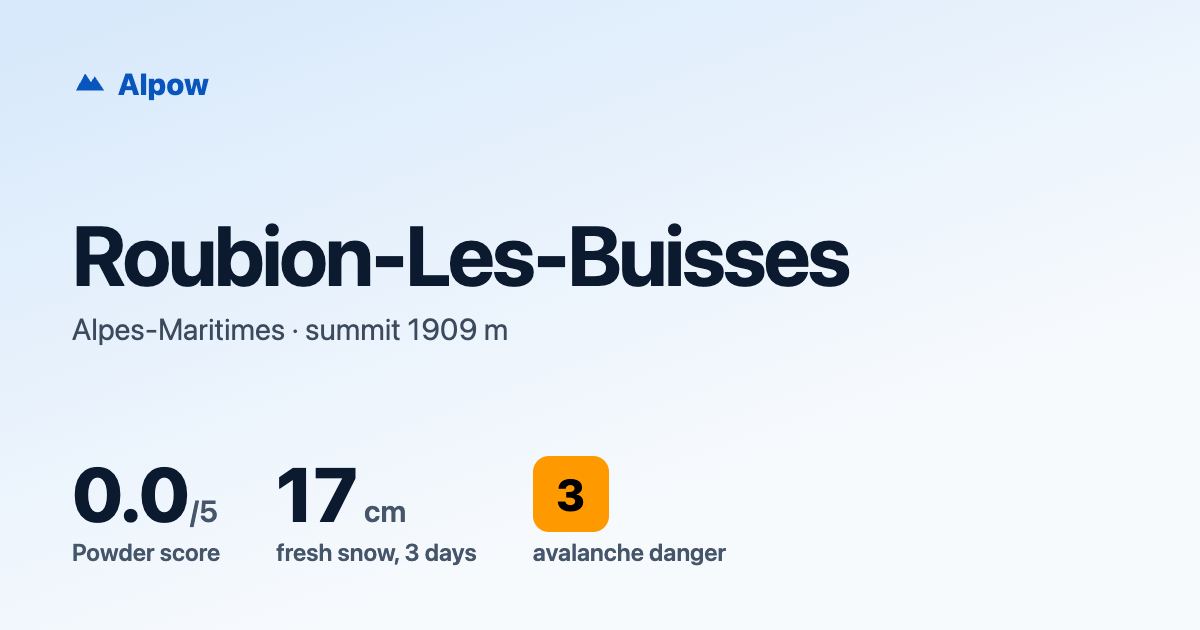 Alpow
Roubion-Les-Buisses
Alpes-Maritimes · summit 1909 m
0.0/5 17 cm 3
Powder score fresh snow, 3 days avalanche danger